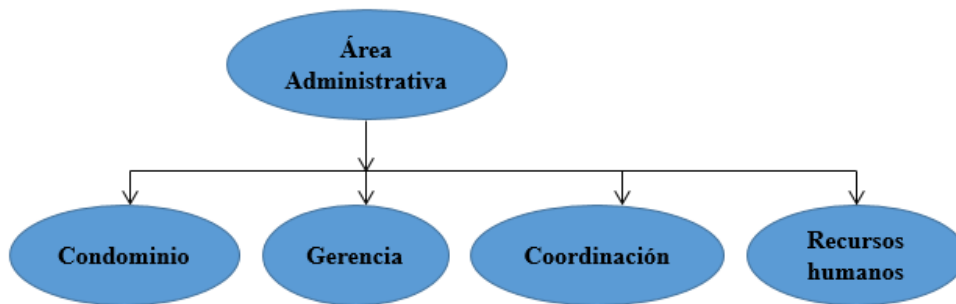 Área
Administrativa
Condominio
Gerencia
Coordinación
Recursos
humanos